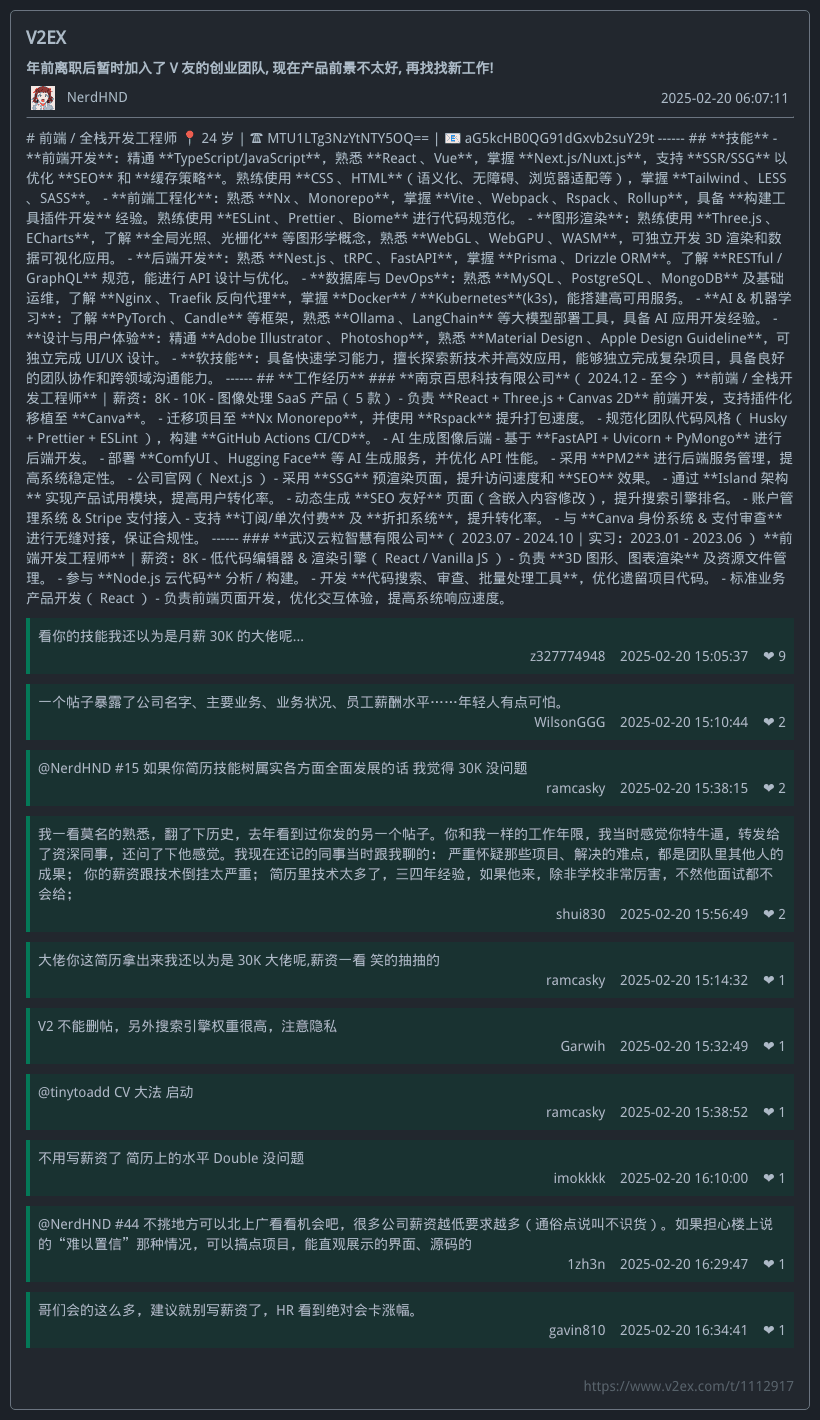 V2EX
年前离职后暂时加入了 V 友的创业团队, 现在产品前景不太好, 再找找新工作!
NerdHND 2025-02-20 06:07:11
# 前端 / 全栈开发工程师 📍 24 岁 | ☎ MTU1LTg3NzYtNTY5OQ== | 📧 aG5kcHB0QG91dGxvb2suY29t ------ ## **技能** -
**前端开发**：精通 **TypeScript/JavaScript**，熟悉 **React 、Vue**，掌握 **Next.js/Nuxt.js**，支持 **SSR/SSG** 以
优化 **SEO** 和 **缓存策略**。熟练使用 **CSS 、HTML**（ 语义化、无障碍、浏览器适配等 ），掌握 **Tailwind 、LESS
、SASS**。 - **前端工程化**：熟悉 **Nx 、Monorepo**，掌握 **Vite 、Webpack 、Rspack 、Rollup**，具备 **构建工
具插件开发** 经验。熟练使用 **ESLint 、Prettier 、Biome** 进行代码规范化。 - **图形渲染**：熟练使用 **Three.js 、
ECharts**，了解 **全局光照、光栅化** 等图形学概念，熟悉 **WebGL 、WebGPU 、WASM**，可独立开发 3D 渲染和数
据可视化应用。 - **后端开发**：熟悉 **Nest.js 、tRPC 、FastAPI**，掌握 **Prisma 、Drizzle ORM**。了解 **RESTful /
GraphQL** 规范，能进行 API 设计与优化。 - **数据库与 DevOps**：熟悉 **MySQL 、PostgreSQL 、MongoDB** 及基础
运维，了解 **Nginx 、Traefik 反向代理**，掌握 **Docker** / **Kubernetes**(k3s)，能搭建高可用服务。 - **AI & 机器学
习**：了解 **PyTorch 、Candle** 等框架，熟悉 **Ollama 、LangChain** 等大模型部署工具，具备 AI 应用开发经验。 -
**设计与用户体验**：精通 **Adobe Illustrator 、Photoshop**，熟悉 **Material Design 、Apple Design Guideline**，可
独立完成 UI/UX 设计。 - **软技能**：具备快速学习能力，擅长探索新技术并高效应用，能够独立完成复杂项目，具备良好
的团队协作和跨领域沟通能力。 ------ ## **工作经历** ### **南京百思科技有限公司**（ 2024.12 - 至今 ） **前端 / 全栈开
发工程师** | 薪资：8K - 10K - 图像处理 SaaS 产品（ 5 款 ） - 负责 **React + Three.js + Canvas 2D** 前端开发，支持插件化
移植至 **Canva**。 - 迁移项目至 **Nx Monorepo**，并使用 **Rspack** 提升打包速度。 - 规范化团队代码风格（ Husky
+ Prettier + ESLint ），构建 **GitHub Actions CI/CD**。 - AI 生成图像后端 - 基于 **FastAPI + Uvicorn + PyMongo** 进行
后端开发。 - 部署 **ComfyUI 、Hugging Face** 等 AI 生成服务，并优化 API 性能。 - 采用 **PM2** 进行后端服务管理，提
高系统稳定性。 - 公司官网（ Next.js ） - 采用 **SSG** 预渲染页面，提升访问速度和 **SEO** 效果。 - 通过 **Island 架构
** 实现产品试用模块，提高用户转化率。 - 动态生成 **SEO 友好** 页面（含嵌入内容修改），提升搜索引擎排名。 - 账户管
理系统 & Stripe 支付接入 - 支持 **订阅/单次付费** 及 **折扣系统**，提升转化率。 - 与 **Canva 身份系统 & 支付审查**
进行无缝对接，保证合规性。 ------ ### **武汉云粒智慧有限公司**（ 2023.07 - 2024.10 | 实习：2023.01 - 2023.06 ） **前
端开发工程师** | 薪资：8K - 低代码编辑器 & 渲染引擎（ React / Vanilla JS ） - 负责 **3D 图形、图表渲染** 及资源文件管
理。 - 参与 **Node.js 云代码** 分析 / 构建。 - 开发 **代码搜索、审查、批量处理工具**，优化遗留项目代码。 - 标准业务
产品开发（ React ） - 负责前端页面开发，优化交互体验，提高系统响应速度。
看你的技能我还以为是月薪 30K 的大佬呢...
z327774948 2025-02-20 15:05:37 ❤ 9
一个帖子暴露了公司名字、主要业务、业务状况、员工薪酬水平……年轻人有点可怕。
WilsonGGG 2025-02-20 15:10:44 ❤ 2
@NerdHND #15 如果你简历技能树属实各方面全面发展的话 我觉得 30K 没问题
ramcasky 2025-02-20 15:38:15 ❤ 2
我一看莫名的熟悉，翻了下历史，去年看到过你发的另一个帖子。你和我一样的工作年限，我当时感觉你特牛逼，转发给
了资深同事，还问了下他感觉。我现在还记的同事当时跟我聊的： 严重怀疑那些项目、解决的难点，都是团队里其他人的
成果； 你的薪资跟技术倒挂太严重； 简历里技术太多了，三四年经验，如果他来，除非学校非常厉害，不然他面试都不
会给；
shui830 2025-02-20 15:56:49 ❤ 2
大佬你这简历拿出来我还以为是 30K 大佬呢,薪资一看 笑的抽抽的
ramcasky 2025-02-20 15:14:32 ❤ 1
V2 不能删帖，另外搜索引擎权重很高，注意隐私
Garwih 2025-02-20 15:32:49 ❤ 1
@tinytoadd CV 大法 启动
ramcasky 2025-02-20 15:38:52 ❤ 1
不用写薪资了 简历上的水平 Double 没问题
imokkkk 2025-02-20 16:10:00 ❤ 1
@NerdHND #44 不挑地方可以北上广看看机会吧，很多公司薪资越低要求越多（ 通俗点说叫不识货 ）。如果担心楼上说
的“难以置信”那种情况，可以搞点项目，能直观展示的界面、源码的
1zh3n 2025-02-20 16:29:47 ❤ 1
哥们会的这么多，建议就别写薪资了，HR 看到绝对会卡涨幅。
gavin810 2025-02-20 16:34:41 ❤ 1
https://www.v2ex.com/t/1112917